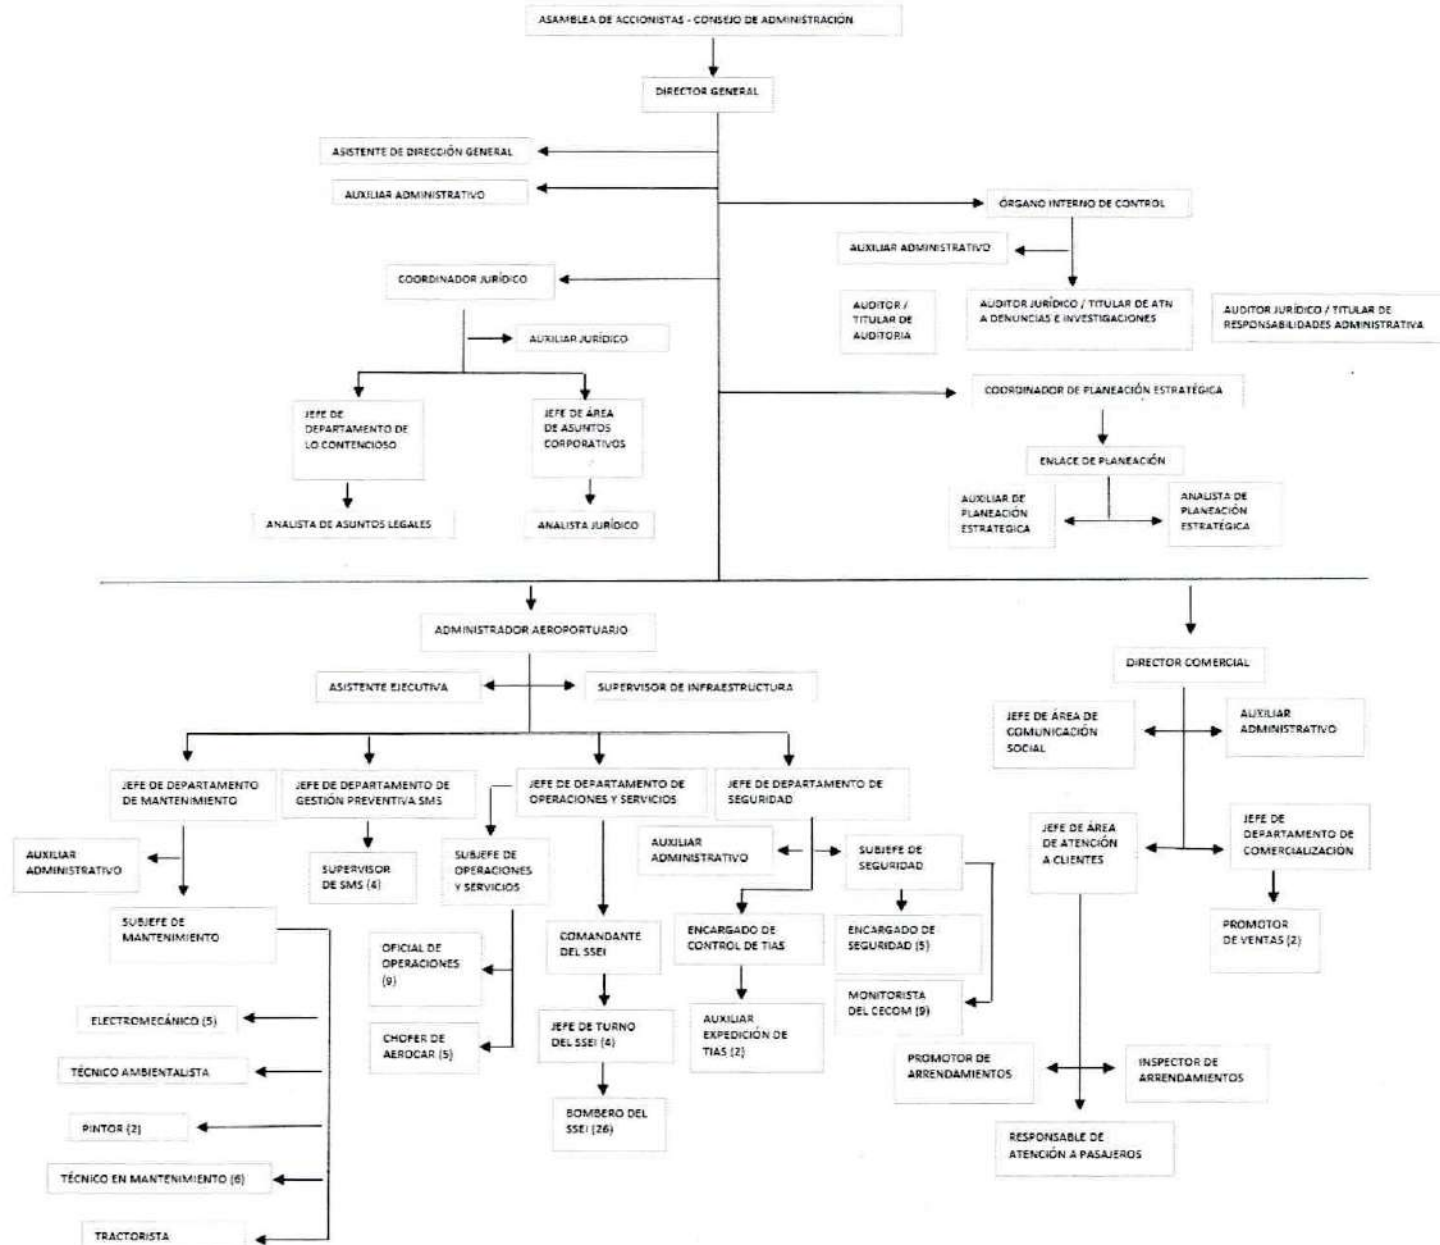 ASAMBLEA DE ACCIONISTAS - CONSEJO DE ADMINISTRACIÓN
DIRECTOR GENERAL
ASISTENTE DE DIRECCIÓN GENERAL
AUXILIAR ADMINISTRATIVO
ÓRGANO INTERNO DE CONTROL
AUXILIAR ADMINISTRATIVO
COORDINADOR JURÍDICO
AUDITOR /
TITULAR DE
AUDITORIA
AUDITOR JURÍDICO / TITULAR DE ATN
A DENUNCIAS E INVESTIGACIONES
AUDITOR JURÍDICO / TITULAR DE
RESPONSABILIDADES ADMINISTRATIVA
AUXILIAR JURÍDICO
COORDINADOR DE PLANEACIÓN ESTRATÉGICA
JEFE DE
DEPARTAMENTO DE
LO CONTENCIOSO
JEFE DE ÁREA
DE ASUNTOS
CORPORATIVOS
ENLACE DE PLANEACIÓN
ANALISTA DE ASUNTOS LEGALES
ANALISTA JURÍDICO
AUXILIAR DE
PLANEACIÓN
ESTRATEGICA
ANALISTA DE
PLANEACIÓN
ESTRATÉGICA
ADMINISTRADOR AEROPORTUARIO
DIRECTOR COMERCIAL
ASISTENTE EJECUTIVA
SUPERVISOR DE INFRAESTRUCTURA
JEFE DE ÁREA DE
COMUNICACIÓN
SOCIAL
AUXILIAR
ADMINISTRATIVO
JEFE DE DEPARTAMENTO
DE MANTENIMIENTO
JEFE DE DEPARTAMENTO DE
GESTIÓN PREVENTIVA SMS
JEFE DE DEPARTAMENTO DE
OPERACIONES Y SERVICIOS
JEFE DE DEPARTAMENTO DE
SEGURIDAD
JEFE DE ÁREA
DE ATENCIÓN
A CLIENTES
JEFE DE
DEPARTAMENTO DE
COMERCIALIZACIÓN
AUXILIAR
ADMINISTRATIVO
SUPERVISOR
DE SMS (4)
SUBJEFE DE
OPERACIONES
Y SERVICIOS
AUXILIAR
ADMINISTRATIVO
SUBJEFE DE
SEGURIDAD
SUBJEFE DE
MANTENIMIENTO
OFICIAL DE
OPERACIONES
(9)
COMANDANTE
DEL SSEI
ENCARGADO DE
CONTROL DE TIAS
ENCARGADO DE
SEGURIDAD (5)
PROMOTOR
DE VENTAS (2)
ELECTROMECÁNICO (5)
CHOFER DE
AEROCAR (5)
JEFE DE TURNO
DEL SSEI (4)
AUXILIAR
EXPEDICIÓN DE
TIAS (2)
MONITORISTA
DEL CECOM (9)
TÉCNICO AMBIENTALISTA
PROMOTOR DE
ARRENDAMIENTOS
INSPECTOR DE
ARRENDAMIENTOS
PINTOR (2)
BOMBERO DEL
SSEI (26)
RESPONSABLE DE
ATENCIÓN A PASAJEROS
TÉCNICO EN MANTENIMIENTO (6)
TRACTORISTA